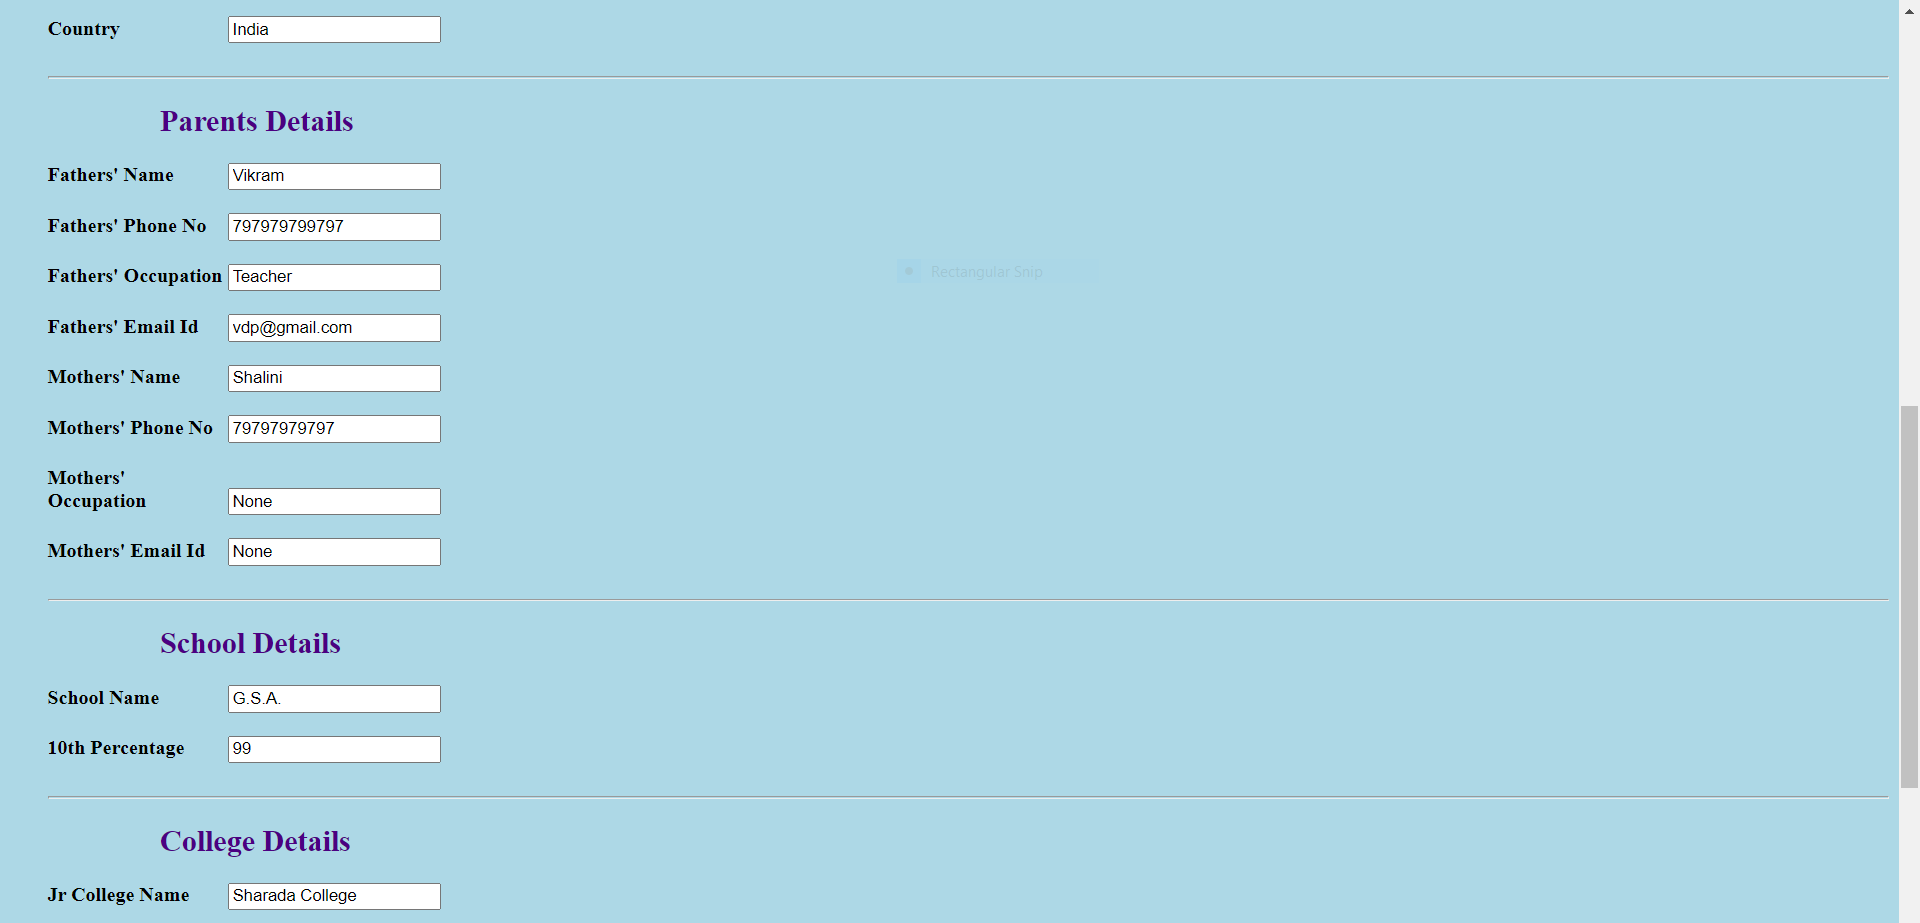 Country India
Parents Details
Fathers' Name Vikram
Fathers' Phone No 797979799797
Fathers' Occupation Teacher
Fathers' Email Id vdp@gmail.com
Rectangular Snip
Mothers' Name Shalini
Mothers' Phone No 79797979797
Mothers'
Occupation None
Mothers' Email Id None
School Details
School Name G.S.A.
10th Percentage 99
College Details
Jr College Name Sharada College